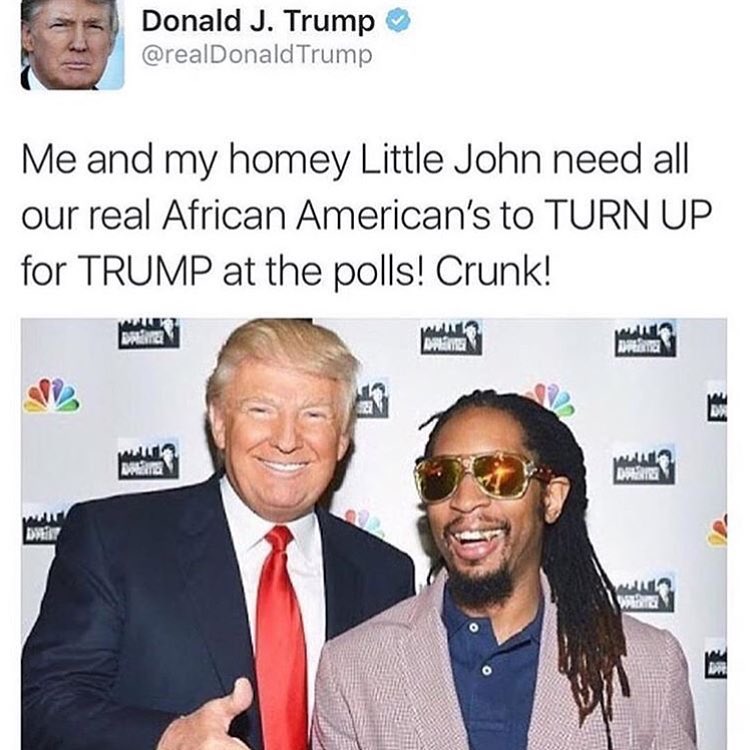 Donald J. Trump
@realDonaldTrump
Me and my homey Little John need all
our real African American's to TURN UP
for TRUMP at the polls! Crunk!